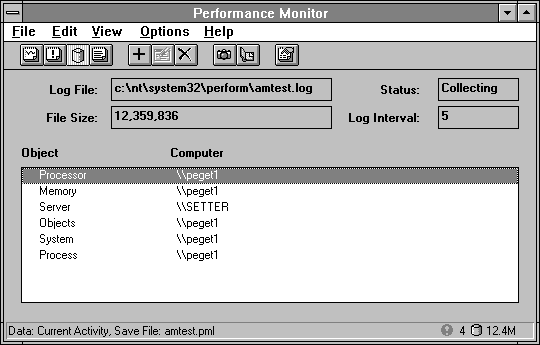 Performance Monitor
File Edit View Options Help
Log File: c:\nt\system32\perform\amtest.log Status: Collecting
File Size: 12,359,836 Log Interval: 5
Object Computer
Processor \\peget1
Memory \\peget1
Server \\SETTER
Objects \\peget1
System \\peget1
Process \\peget1
Data: Current Activity, Save File: amtest.pml 4 12.4M